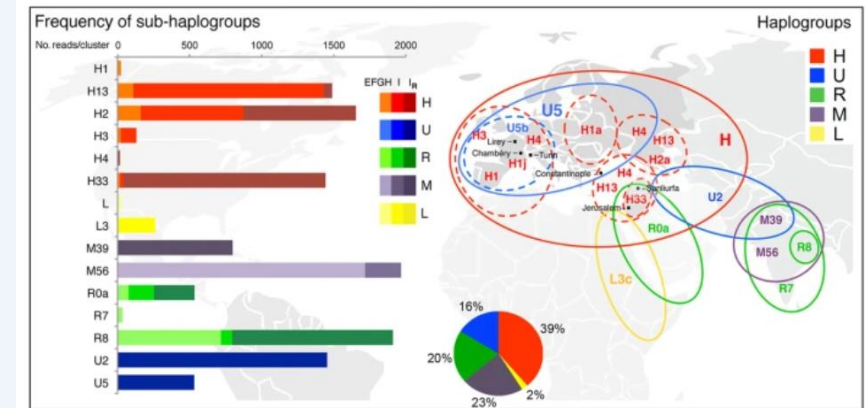 Frequency of sub-haplogroups
No. reads/cluster 0 500 1000 1500 2000
H1
H13
H2
H3
H4
H33
L
L3
M39
M56
R0a
R7
R8
U2
U5
EFGH I IR
H
U
R
M
L
Haplogroups
H
U
R
L
U5
H3 U5b H4 H1a H4 H13 H
Lirey
Chambéry Turin
H1j H2a
H1 Constantinople H4
H13 Sanliurfa U2
H33
Jerusalem
R0a
M39
M56 R8
L3c
R7
16%
39%
20%
2%
23%